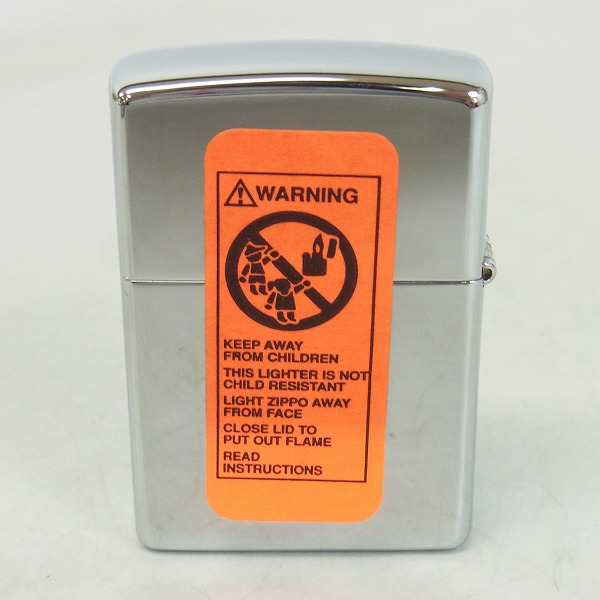 WARNING
KEEP AWAY
FROM CHILDREN
THIS LIGHTER IS NOT
CHILD RESISTANT
LIGHT ZIPPO AWAY
FROM FACE
CLOSE LID TO
PUT OUT FLAME
READ
INSTRUCTIONS